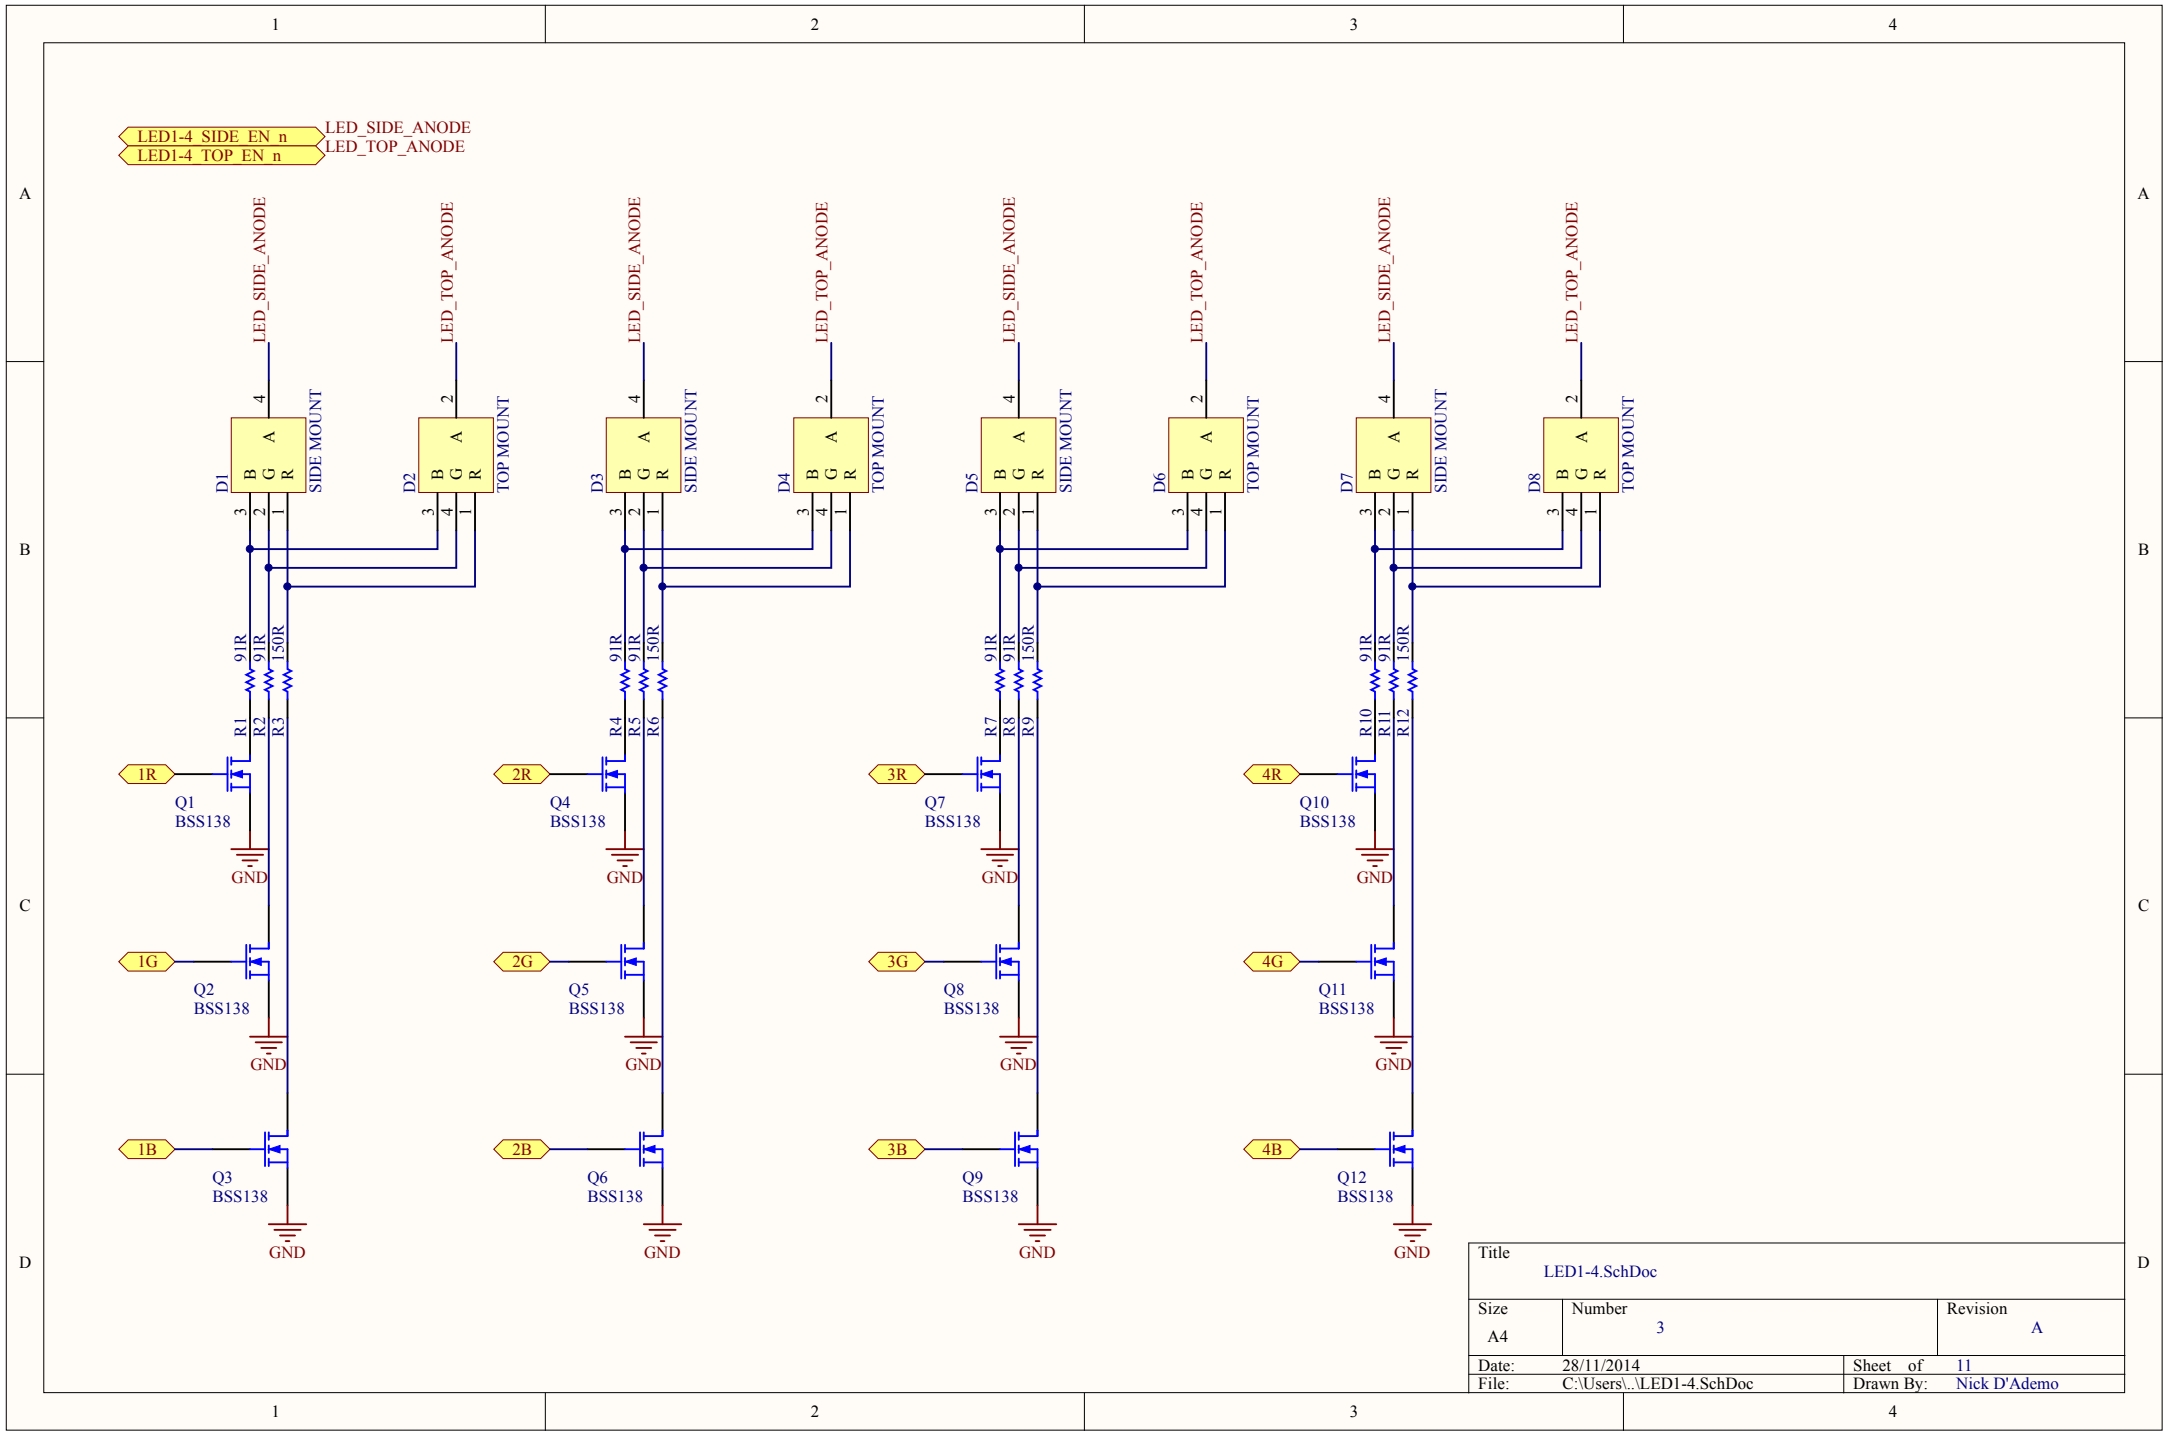 1 2 3 4
LED1-4_SIDE_EN_n LED_SIDE_ANODE
LED1-4_TOP_EN_n LED_TOP_ANODE
A A
LED_SIDE_ANODE LED_TOP_ANODE LED_SIDE_ANODE LED_TOP_ANODE LED_SIDE_ANODE LED_TOP_ANODE LED_SIDE_ANODE LED_TOP_ANODE
4 2 4 2 4 2 4 2
A A A A A A A A
B G R B G R B G R B G R B G R B G R B G R B G R
D1 SIDE MOUNT D2 TOP MOUNT D3 SIDE MOUNT D4 TOP MOUNT D5 SIDE MOUNT D6 TOP MOUNT D7 SIDE MOUNT D8 TOP MOUNT
3 2 1 3 4 1 3 2 1 3 4 1 3 2 1 3 4 1 3 2 1 3 4 1
B B
91R 91R 150R 91R 91R 150R 91R 91R 150R 91R 91R 150R
R1 R2 R3 R4 R5 R6 R7 R8 R9 R10 R11 R12
1R 2R 3R 4R
Q1 Q4 Q7 Q10
BSS138 BSS138 BSS138 BSS138
GND GND GND GND
C C
1G 2G 3G 4G
Q2 Q5 Q8 Q11
BSS138 BSS138 BSS138 BSS138
GND GND GND GND
1B 2B 3B 4B
Q3 Q6 Q9 Q12
BSS138 BSS138 BSS138 BSS138
GND GND GND GND
D D
Title
LED1-4.SchDoc
Size Number Revision
A4 3 A
Date: 28/11/2014 Sheet of 11
File: C:\Users\..\LED1-4.SchDoc Drawn By: Nick D'Ademo
1 2 3 4